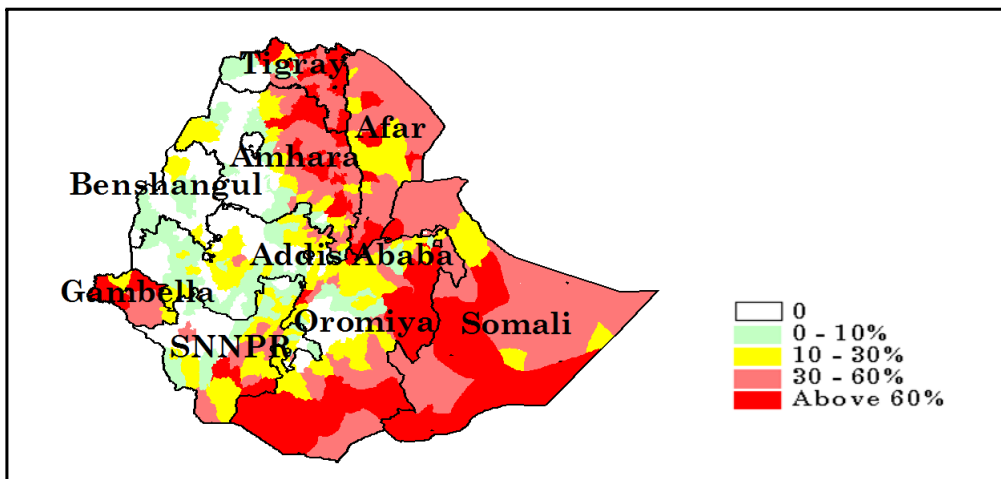 Tigray
Afar
Amhara
Benshangul
Addis Ababa
Gambella
Oromiya
Somali
SNNPR
0
0 - 10%
10 - 30%
30 - 60%
Above 60%